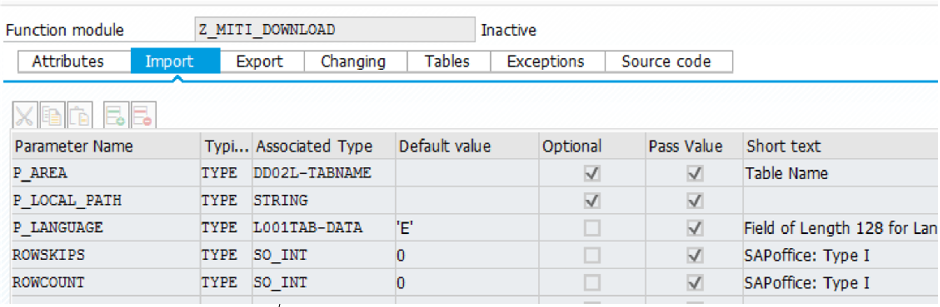 Function module Z_MITI_DOWNLOAD Inactive
Attributes Import Export Changing Tables Exceptions Source code
Parameter Name Typi... Associated Type Default value Optional Pass Value Short text
P_AREA TYPE DD02L-TABNAME Table Name
P_LOCAL_PATH TYPE STRING
P_LANGUAGE TYPE L001TAB-DATA 'E' Field of Length 128 for Lan
ROWSKIPS TYPE SO_INT 0 SAPoffice: Type I
ROWCOUNT TYPE SO_INT 0 SAPoffice: Type I